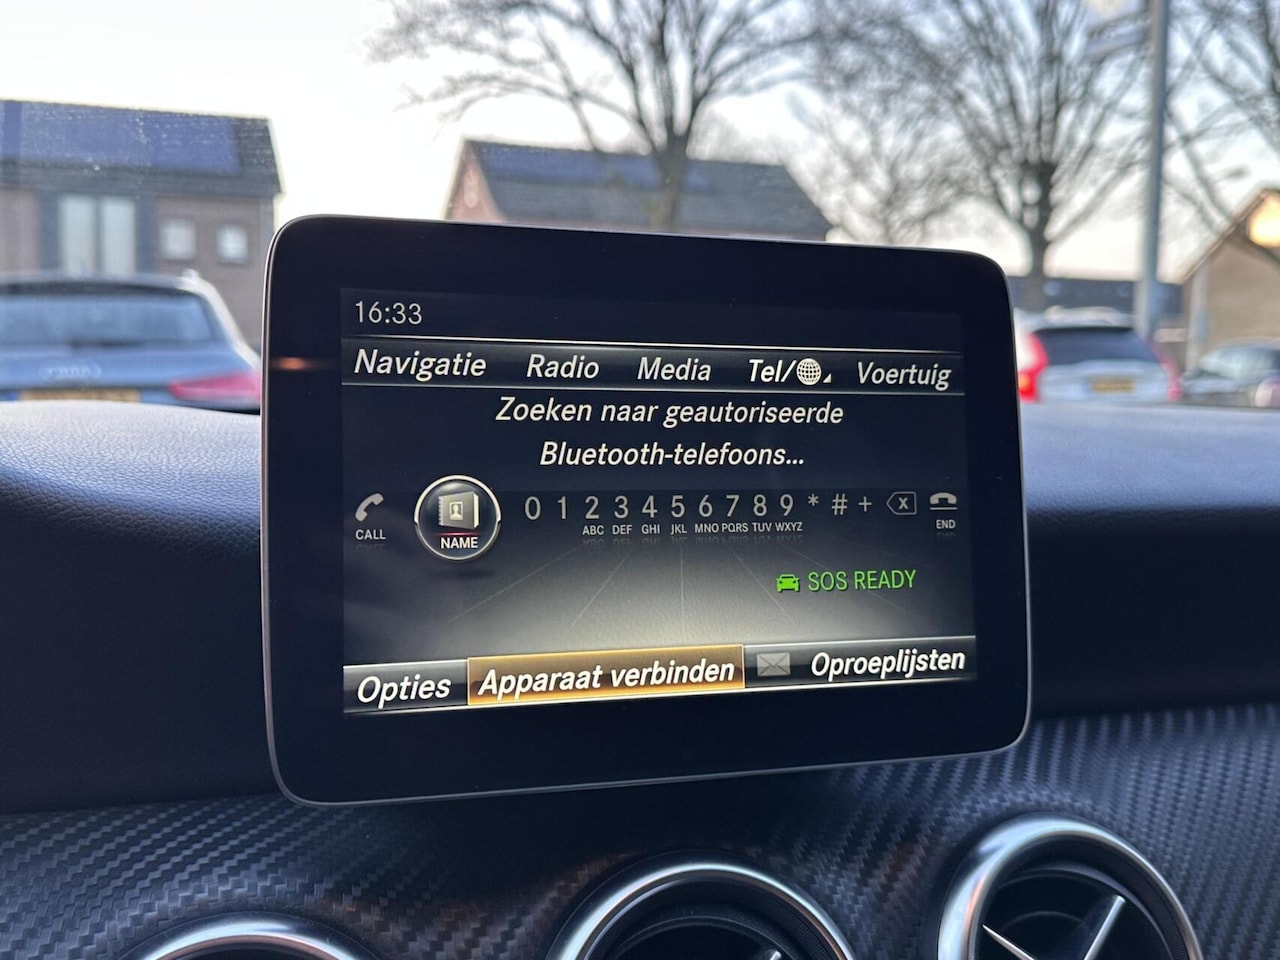 16:33
Navigatie Radio Media Tel/ Voertuig
Zoeken naar geautoriseerde
Bluetooth-telefoons...
0 1 2 3 4 5 6 7 8 9 * # +
ABC DEF GHI JKL MNO PQRS TUV WXYZ
CALL NAME END
SOS READY
Opties Apparaat verbinden Oproeplijsten